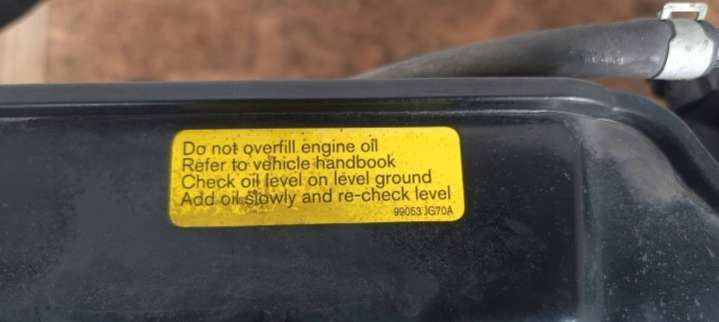 Do not overfill engine oil
Refer to vehicle handbook
Check oil level on level ground
Add oil slowly and re-check level
99053 JG70A